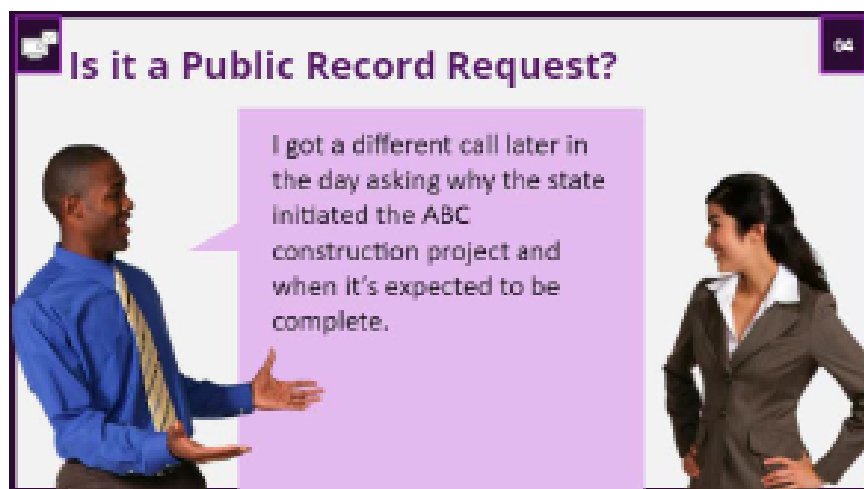 Is it a Public Record Request?
04
I got a different call later in
the day asking why the state
initiated the ABC
construction project and
when it's expected to be
complete.